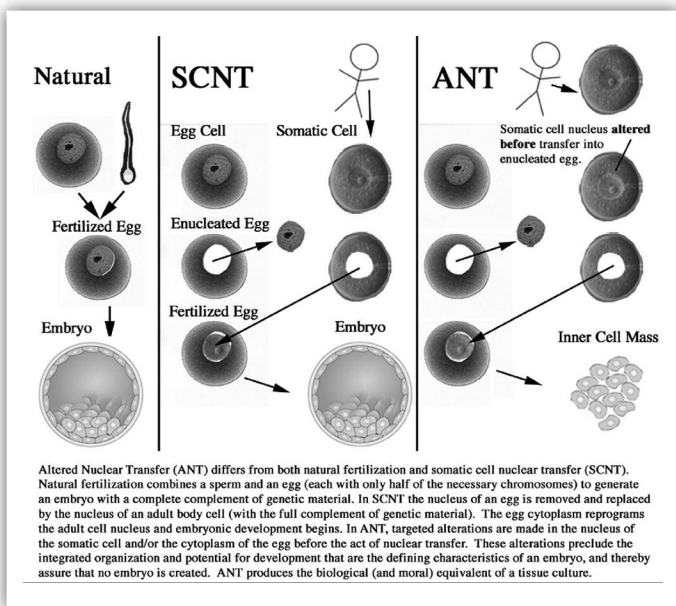 Natural
Fertilized Egg
Embryo
SCNT
Egg Cell
Somatic Cell
Enucleated Egg
Fertilized Egg
Embryo
ANT
Somatic cell nucleus altered
before transfer into
enucleated egg.
Inner Cell Mass
Altered Nuclear Transfer (ANT) differs from both natural fertilization and somatic cell nuclear transfer (SCNT).
Natural fertilization combines a sperm and an egg (each with only half of the necessary chromosomes) to generate
an embryo with a complete complement of genetic material. In SCNT the nucleus of an egg is removed and replaced
by the nucleus of an adult body cell (with the full complement of genetic material). The egg cytoplasm reprograms
the adult cell nucleus and embryonic development begins. In ANT, targeted alterations are made in the nucleus of
the somatic cell and/or the cytoplasm of the egg before the act of nuclear transfer. These alterations preclude the
integrated organization and potential for development that are the defining characteristics of an embryo, and thereby
assure that no embryo is created. ANT produces the biological (and moral) equivalent of a tissue culture.